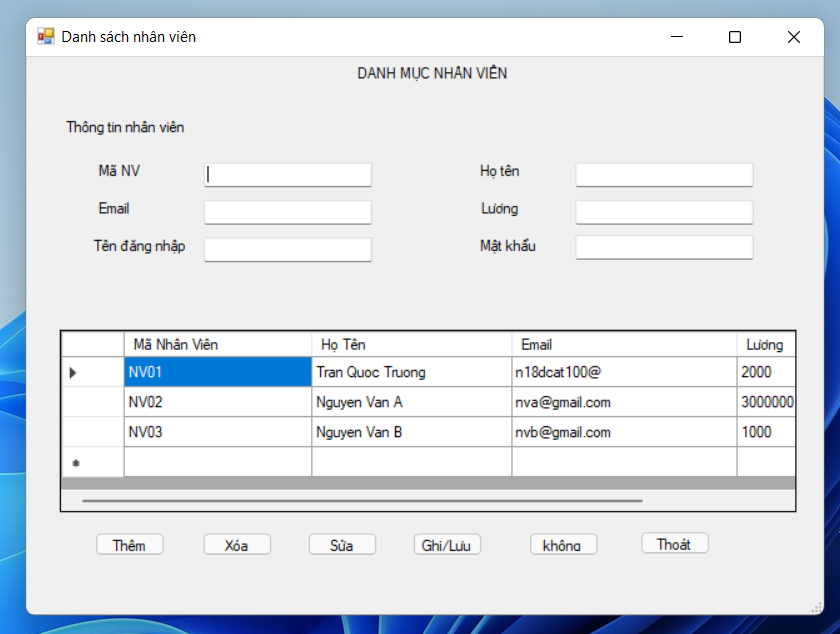 Danh sách nhân viên
DANH MỤC NHÂN VIÊN
Thông tin nhân viên
Mã NV
Họ tên
Email
Lương
Tên đăng nhập
Mật khẩu
Mã Nhân Viên Họ Tên Email Lương
NV01 Tran Quoc Truong n18dcat100@ 2000
NV02 Nguyen Van A nva@gmail.com 3000000
NV03 Nguyen Van B nvb@gmail.com 1000
Thêm Xóa Sửa Ghi/Lưu không Thoát